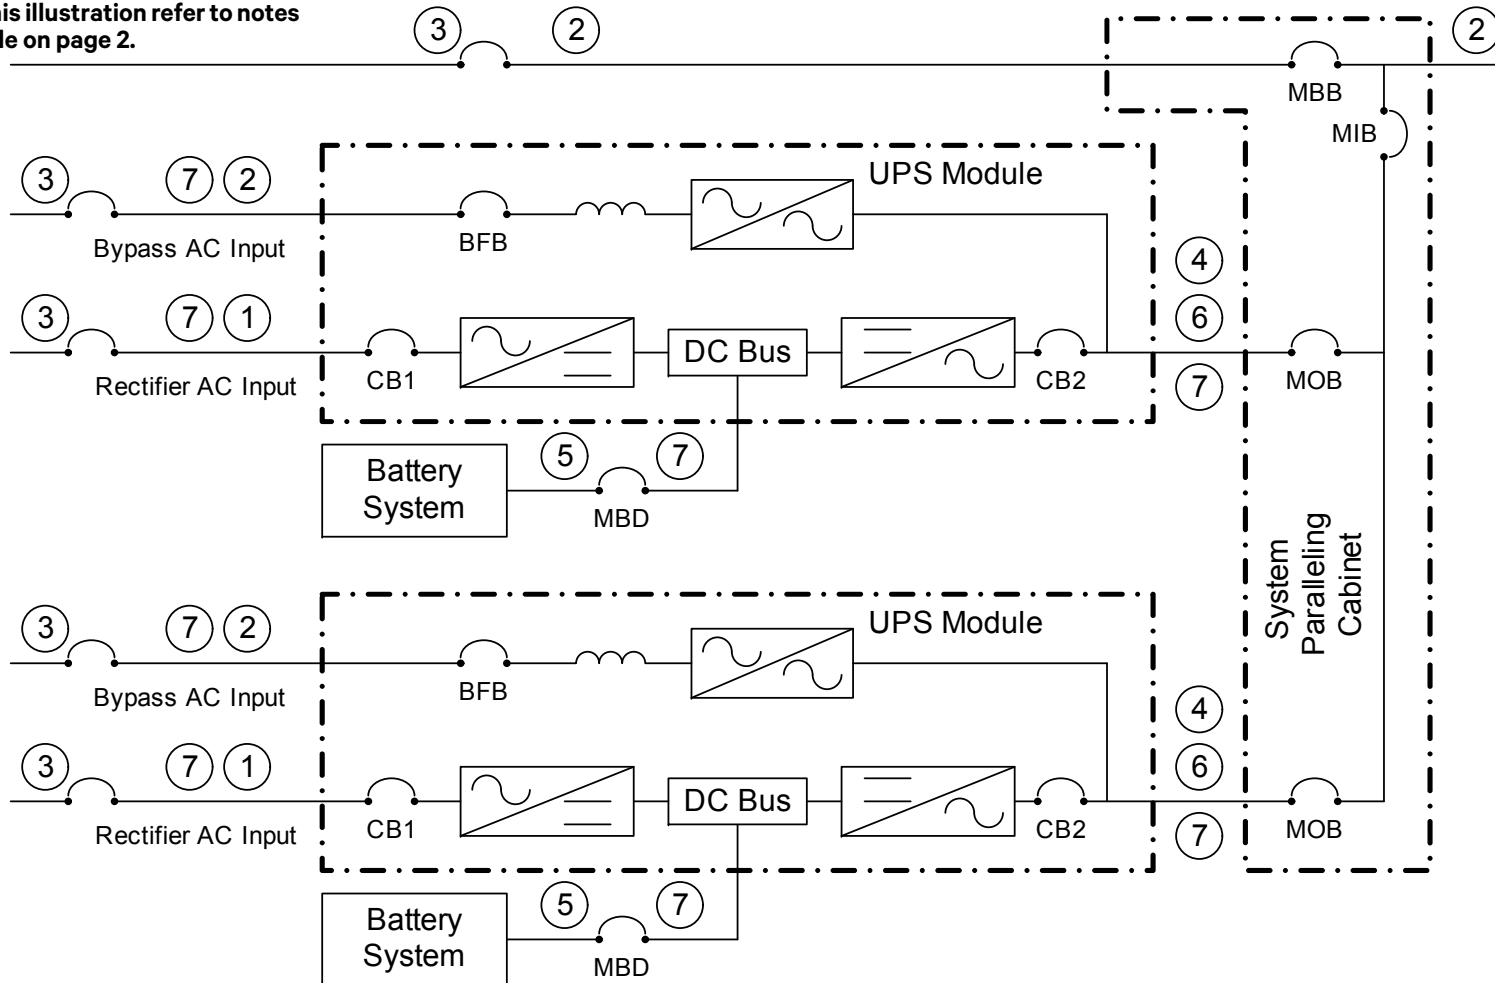 his illustration refer to notes
le on page 2.
3
2
2
MBB
MIB
3
7
2
UPS Module
Bypass AC Input
BFB
4
3
7
1
6
DC Bus
Rectifier AC Input
CB1
CB2
7
MOB
5
7
Battery
System
MBD
System
Paralleling
Cabinet
3
7
2
UPS Module
Bypass AC Input
BFB
4
3
7
1
6
DC Bus
Rectifier AC Input
CB1
CB2
7
MOB
5
7
Battery
System
MBD